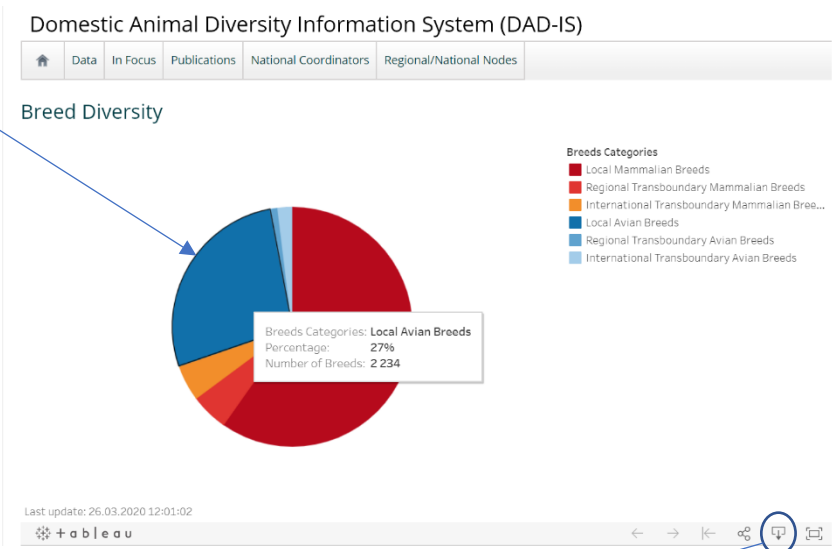 Domestic Animal Diversity Information System (DAD-IS)
Data In Focus Publications National Coordinators Regional/National Nodes
Breed Diversity
Breeds Categories
Local Mammalian Breeds
Regional Transboundary Mammalian Breeds
International Transboundary Mammalian Bree...
Local Avian Breeds
Regional Transboundary Avian Breeds
International Transboundary Avian Breeds
Breeds Categories: Local Avian Breeds
Percentage: 27%
Number of Breeds: 2 234
Last update: 26.03.2020 12:01:02
+ableau